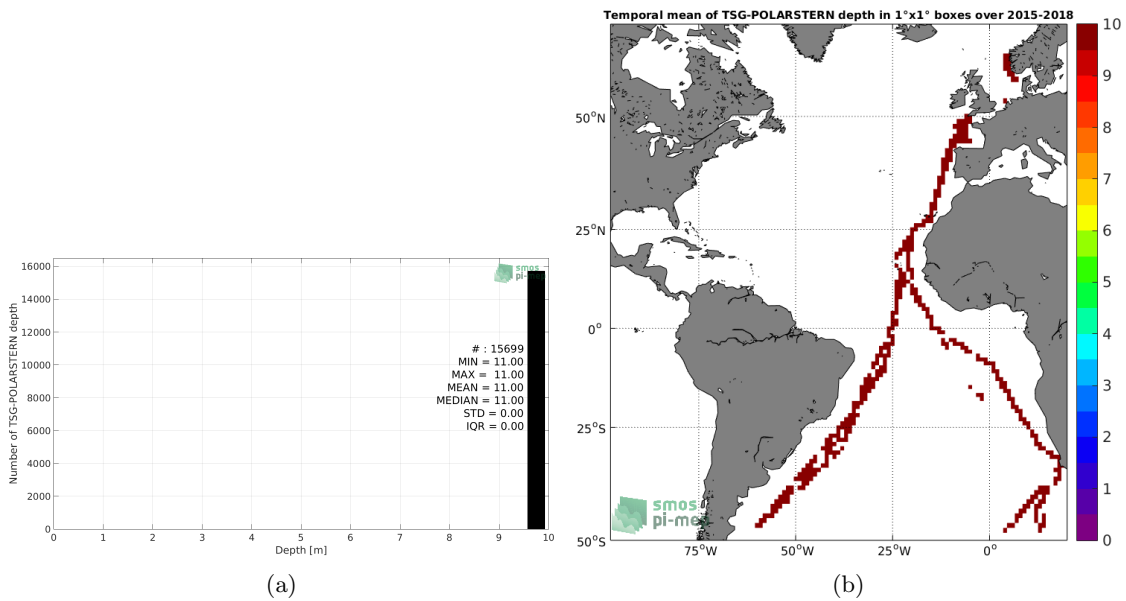 Number of TSG-POLARSTERN depth
16000
14000
12000
10000
8000
6000
4000
2000
0
smos
pi-mep
# : 15699
MIN = 11.00
MAX = 11.00
MEAN = 11.00
MEDIAN = 11.00
STD = 0.00
IQR = 0.00
0 1 2 3 4 5 6 7 8 9 10
Depth [m]
(a)
Temporal mean of TSG-POLARSTERN depth in 1°x1° boxes over 2015-2018
50°N
25°N
0°
25°S
50°S
75°W 50°W 25°W 0°
smos
pi-mep
10
9
8
7
6
5
4
3
2
1
0
(b)